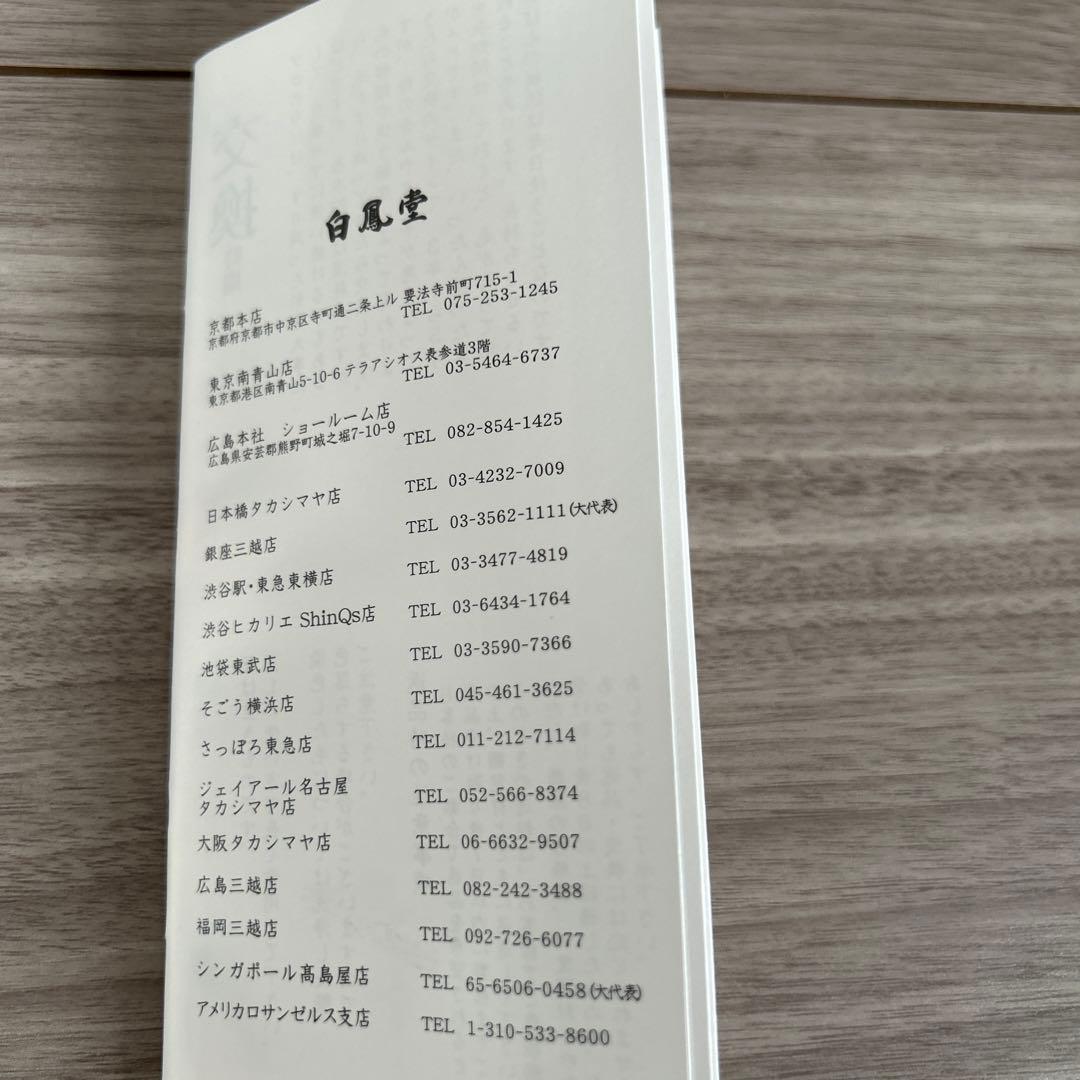 白鳳堂
京都本店
京都府京都市中京区寺町通二条上ル 要法寺前町715-1
TEL 075-253-1245
東京南青山店
東京都港区南青山5-10-6 テラアシオス表参道3階
TEL 03-5464-6737
広島本社 ショールーム店
広島県安芸郡熊野町城之堀7-10-9
TEL 082-854-1425
日本橋タカシマヤ店 TEL 03-4232-7009
銀座三越店 TEL 03-3562-1111(大代表)
渋谷駅・東急東横店 TEL 03-3477-4819
渋谷ヒカリエ ShinQs店 TEL 03-6434-1764
池袋東武店 TEL 03-3590-7366
そごう横浜店 TEL 045-461-3625
さっぽろ東急店 TEL 011-212-7114
ジェイアール名古屋
タカシマヤ店 TEL 052-566-8374
大阪タカシマヤ店 TEL 06-6632-9507
広島三越店 TEL 082-242-3488
福岡三越店 TEL 092-726-6077
シンガポール髙島屋店 TEL 65-6506-0458(大代表)
アメリカロサンゼルス支店 TEL 1-310-533-8600
交換